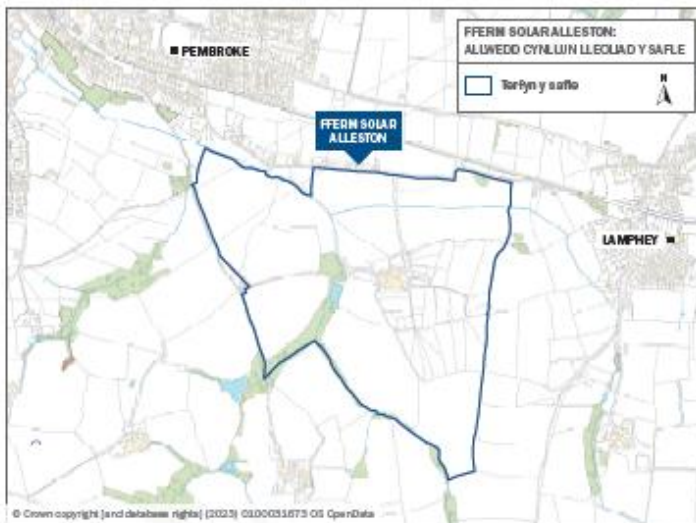 PEMBROKE
FFERM SOLAR ALLESTON:
ALLWEDD CYNLLUN LLEOLIAD Y SAFLE
Terfyn y safle
N
FFERM SOLAR
ALLESTON
LAMPHEY
© Crown copyright [and database rights] (2023) 0100031673 OS OpenData